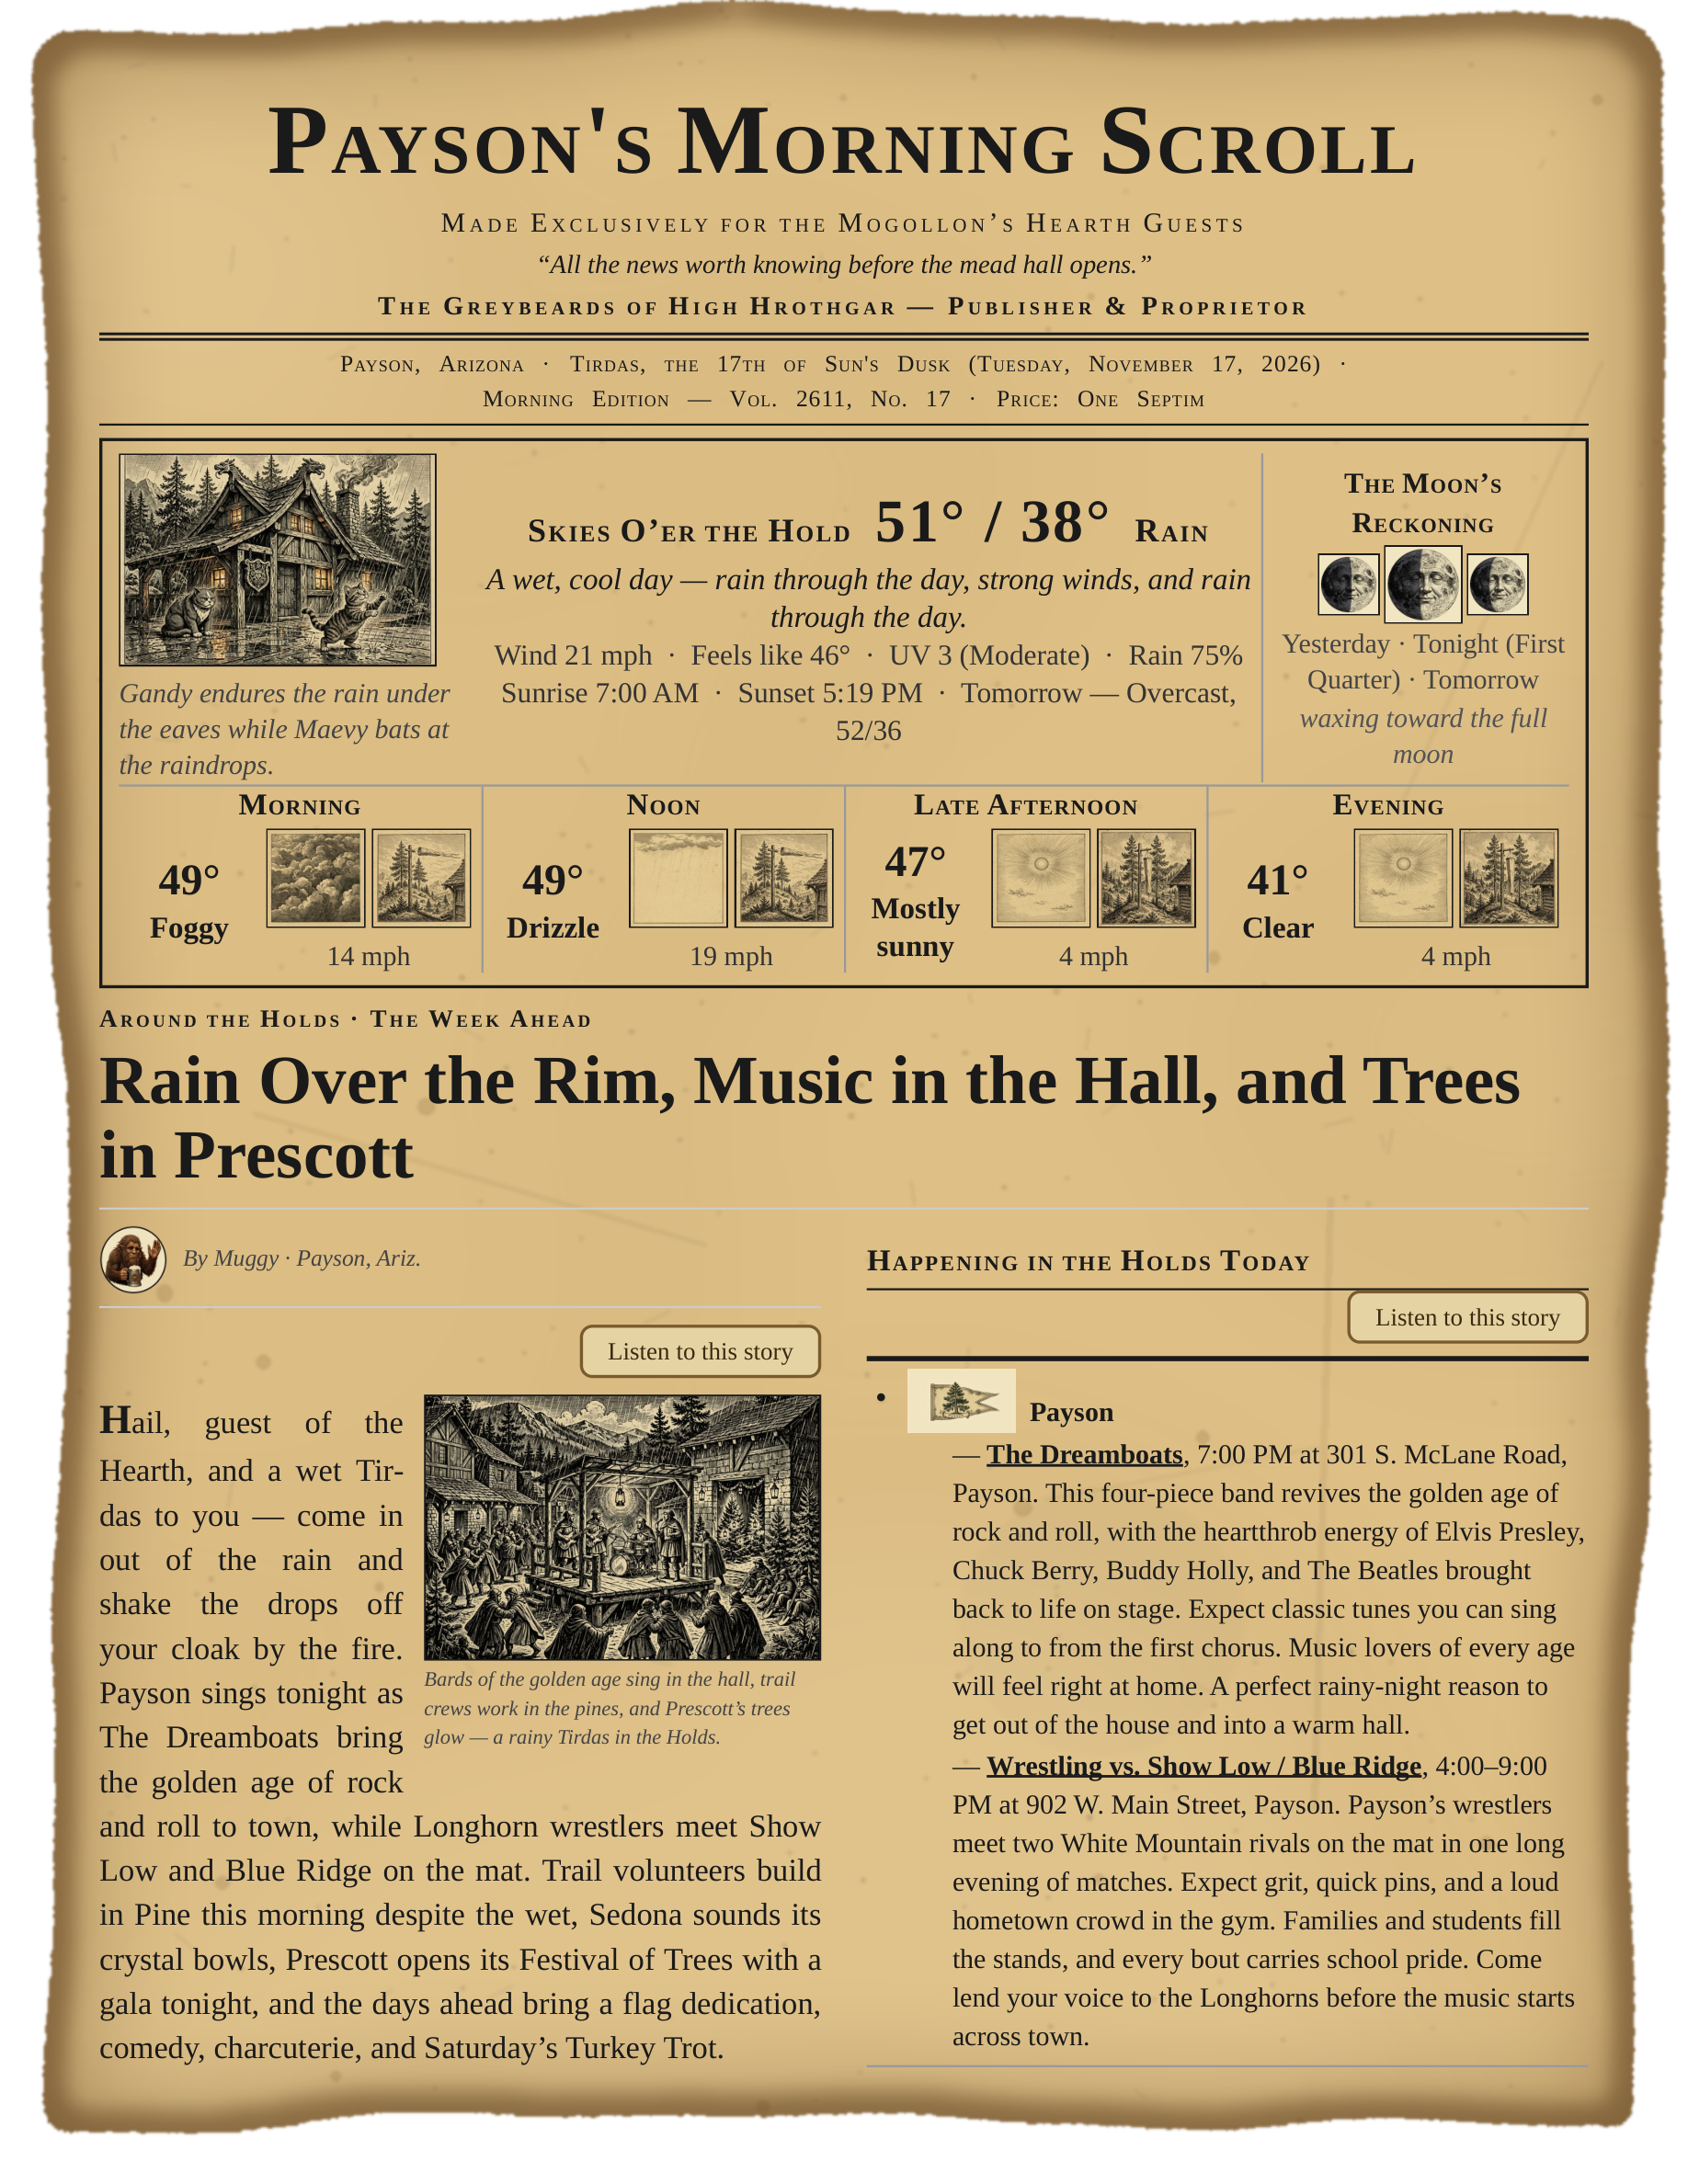 Payson's Morning Scroll
Made Exclusively for the Mogollon’s Hearth Guests
“All the news worth knowing before the mead hall opens.”
The Greybeards of High Hrothgar — Publisher & Proprietor
Payson, Arizona · Tirdas, the 17th of Sun's Dusk (Tuesday, November 17, 2026) ·
Morning Edition — Vol. 2611, No. 17 · Price: One Septim
Gandy endures the rain under
the eaves while Maevy bats at
the raindrops.
Skies O’er the Hold 51° / 38° Rain
A wet, cool day — rain through the day, strong winds, and rain
through the day.
Wind 21 mph · Feels like 46° · UV 3 (Moderate) · Rain 75%
Sunrise 7:00 AM · Sunset 5:19 PM · Tomorrow — Overcast,
52/36
The Moon’s
Reckoning
Yesterday · Tonight (First
Quarter) · Tomorrow
waxing toward the full
moon
Morning
49°
Foggy
14 mph
Noon
49°
Drizzle
19 mph
Late Afternoon
47°
Mostly
sunny
4 mph
Evening
41°
Clear
4 mph
Around the Holds · The Week Ahead
Rain Over the Rim, Music in the Hall, and Trees
in Prescott
By Muggy · Payson, Ariz.
Listen to this story
Hail, guest of the
Hearth, and a wet Tir-
das to you — come in
out of the rain and
shake the drops off
your cloak by the fire.
Payson sings tonight as
The Dreamboats bring
the golden age of rock
and roll to town, while Longhorn wrestlers meet Show
Low and Blue Ridge on the mat. Trail volunteers build
in Pine this morning despite the wet, Sedona sounds its
crystal bowls, Prescott opens its Festival of Trees with a
gala tonight, and the days ahead bring a flag dedication,
comedy, charcuterie, and Saturday’s Turkey Trot.
Bards of the golden age sing in the hall, trail
crews work in the pines, and Prescott’s trees
glow — a rainy Tirdas in the Holds.
Happening in the Holds Today
Listen to this story
• Payson
— The Dreamboats, 7:00 PM at 301 S. McLane Road,
Payson. This four-piece band revives the golden age of
rock and roll, with the heartthrob energy of Elvis Presley,
Chuck Berry, Buddy Holly, and The Beatles brought
back to life on stage. Expect classic tunes you can sing
along to from the first chorus. Music lovers of every age
will feel right at home. A perfect rainy-night reason to
get out of the house and into a warm hall.
— Wrestling vs. Show Low / Blue Ridge, 4:00–9:00
PM at 902 W. Main Street, Payson. Payson’s wrestlers
meet two White Mountain rivals on the mat in one long
evening of matches. Expect grit, quick pins, and a loud
hometown crowd in the gym. Families and students fill
the stands, and every bout carries school pride. Come
lend your voice to the Longhorns before the music starts
across town.